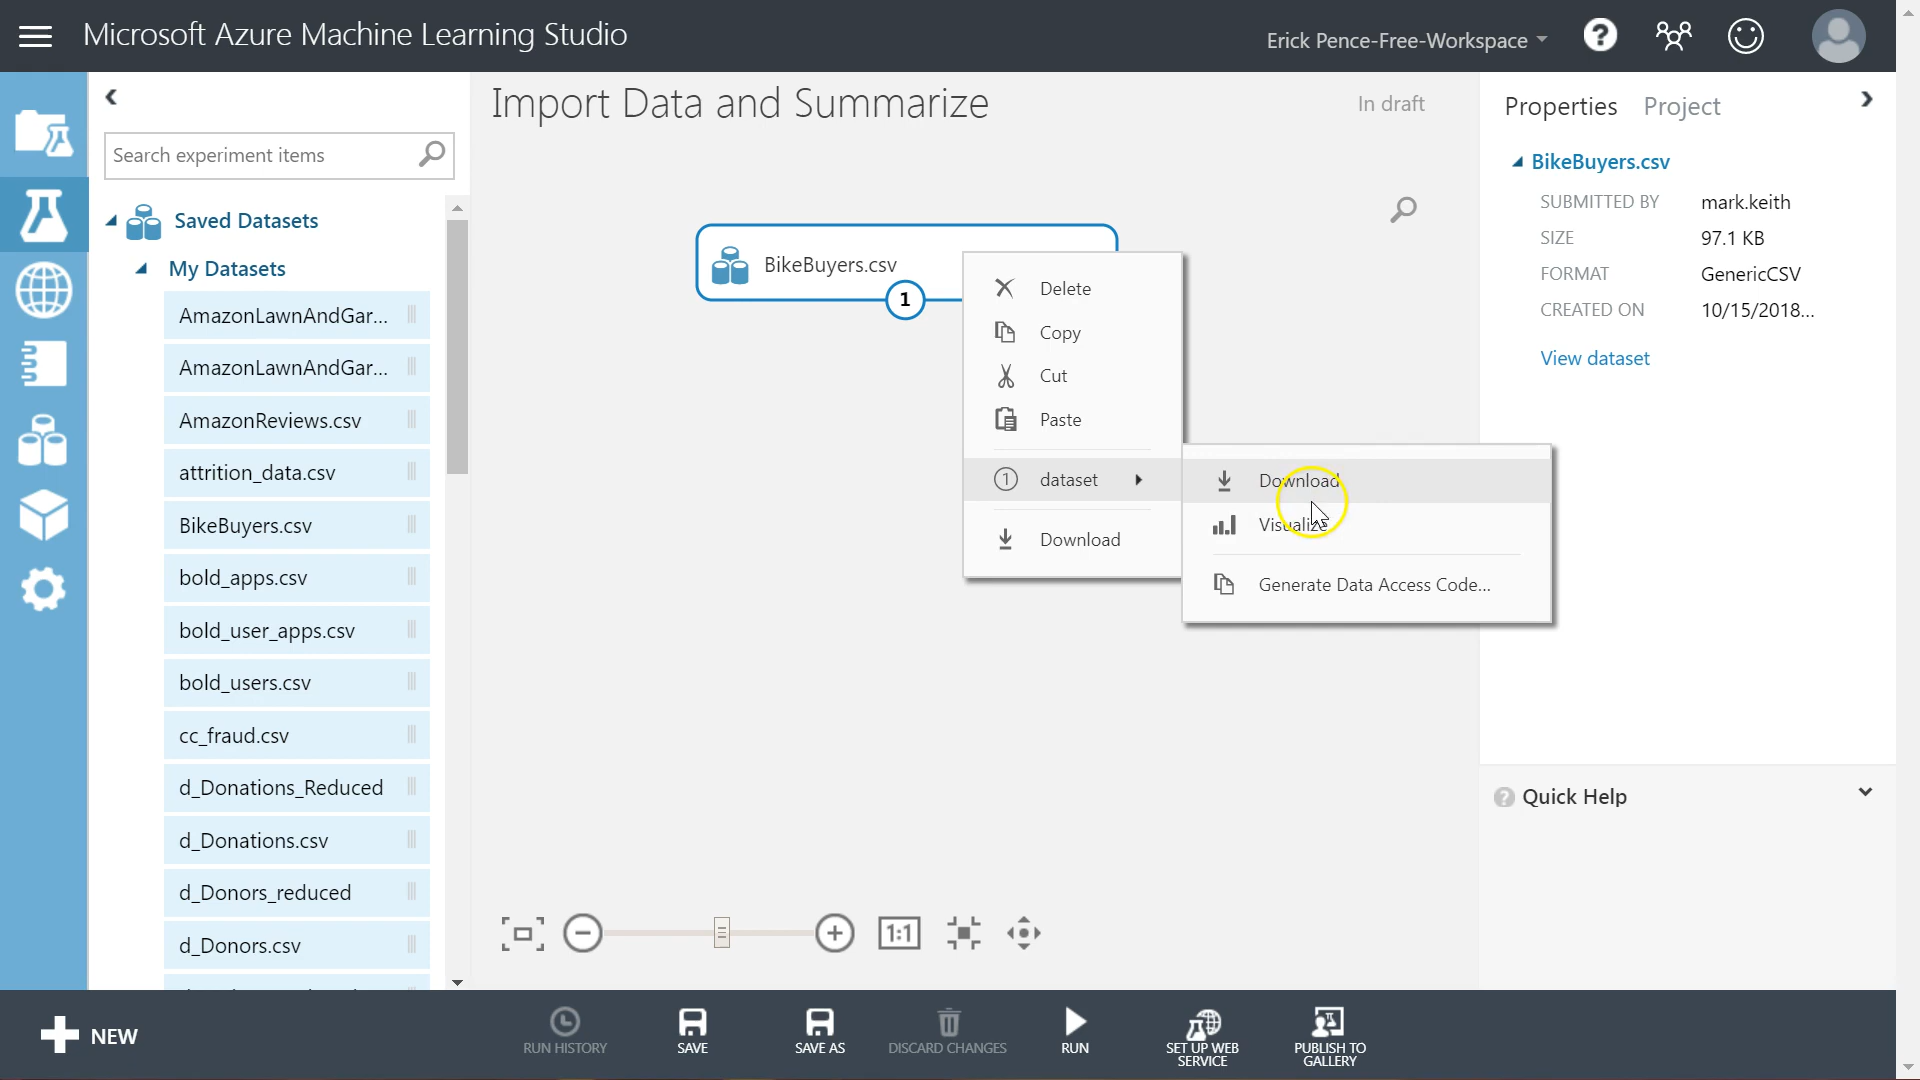 Microsoft Azure Machine Learning Studio
Erick Pence-Free-Workspace
?
Import Data and Summarize
In draft
Properties
Project
Search experiment items
BikeBuyers.csv
SUBMITTED BY
mark.keith
SIZE
97.1 KB
FORMAT
GenericCSV
CREATED ON
10/15/2018...
View dataset
Saved Datasets
My Datasets
AmazonLawnAndGar...
AmazonLawnAndGar...
AmazonReviews.csv
attrition_data.csv
BikeBuyers.csv
bold_apps.csv
bold_user_apps.csv
bold_users.csv
cc_fraud.csv
d_Donations_Reduced
d_Donations.csv
d_Donors_reduced
d_Donors.csv
BikeBuyers.csv
1
Delete
Copy
Cut
Paste
1 dataset
Download
Download
Visualize
Generate Data Access Code...
? Quick Help
1:1
NEW
RUN HISTORY
SAVE
SAVE AS
DISCARD CHANGES
RUN
SET UP WEB
SERVICE
PUBLISH TO
GALLERY